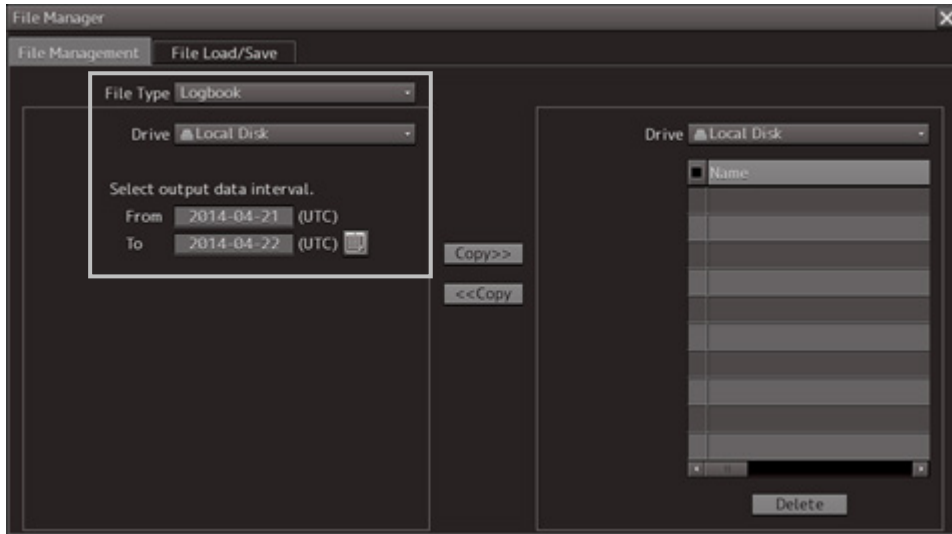 File Manager
File Management File Load/Save
File Type Logbook
Drive Local Disk
Select output data interval.
From 2014-04-21 (UTC)
To 2014-04-22 (UTC)
Copy>>
<<Copy
Drive Local Disk
Name
Delete